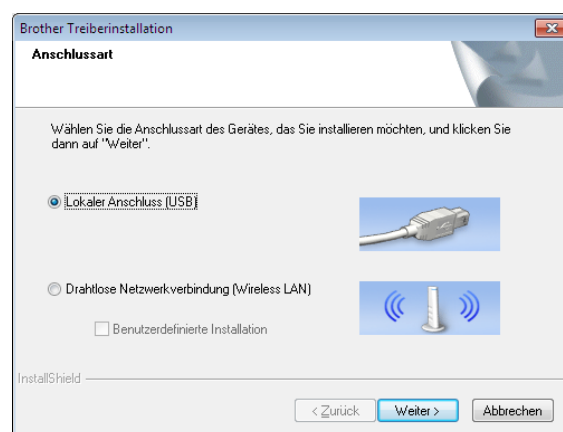 Brother Treiberinstallation
Anschlussart
Wählen Sie die Anschlussart des Gerätes, das Sie installieren möchten, und klicken Sie
dann auf "Weiter".
Lokaler Anschluss (USB)
Drahtlose Netzwerkverbindung (Wireless LAN)
Benutzerdefinierte Installation
InstallShield
< Zurück Weiter > Abbrechen